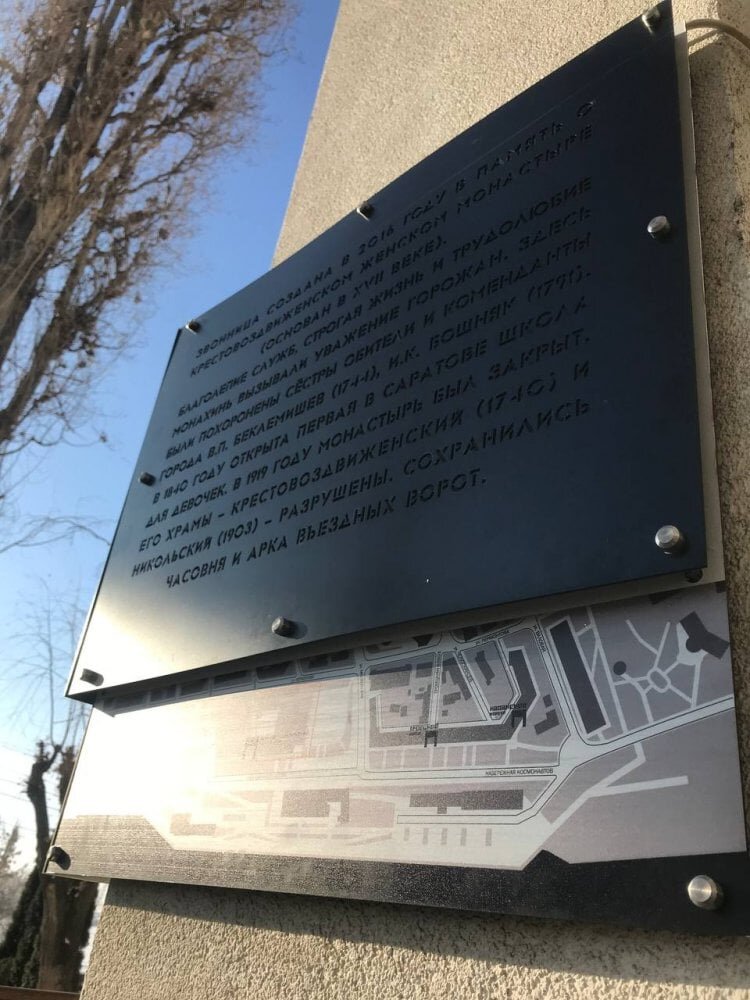 ЗВОННИЦА СОЗДАНА В 2016 ГОДУ В ПАМЯТЬ О
КРЕСТОВОЗДВИЖЕНСКОМ ЖЕНСКОМ МОНАСТЫРЕ
(ОСНОВАН В XVII ВЕКЕ).
БЛАГОЛЕПИЕ СЛУЖБ, СТРОГАЯ ЖИЗНЬ И ТРУДОЛЮБИЕ
МОНАХИНЬ ВЫЗЫВАЛИ УВАЖЕНИЕ ГОРОЖАН. ЗДЕСЬ
БЫЛИ ПОХОРОНЕНЫ СЁСТРЫ ОБИТЕЛИ И КОМЕНДАНТЫ
ГОРОДА В.П. БЕКЛЕМИШЕВ (1744), И.К. БОШНЯК (1791).
В 1840 ГОДУ ОТКРЫТА ПЕРВАЯ В САРАТОВЕ ШКОЛА
ДЛЯ ДЕВОЧЕК. В 1919 ГОДУ МОНАСТЫРЬ БЫЛ ЗАКРЫТ.
ЕГО ХРАМЫ – КРЕСТОВОЗДВИЖЕНСКИЙ (1740) И
НИКОЛЬСКИЙ (1903) – РАЗРУШЕНЫ. СОХРАНИЛИСЬ
ЧАСОВНЯ И АРКА ВЪЕЗДНЫХ ВОРОТ.
НАБЕРЕЖНАЯ КОСМОНАВТОВ